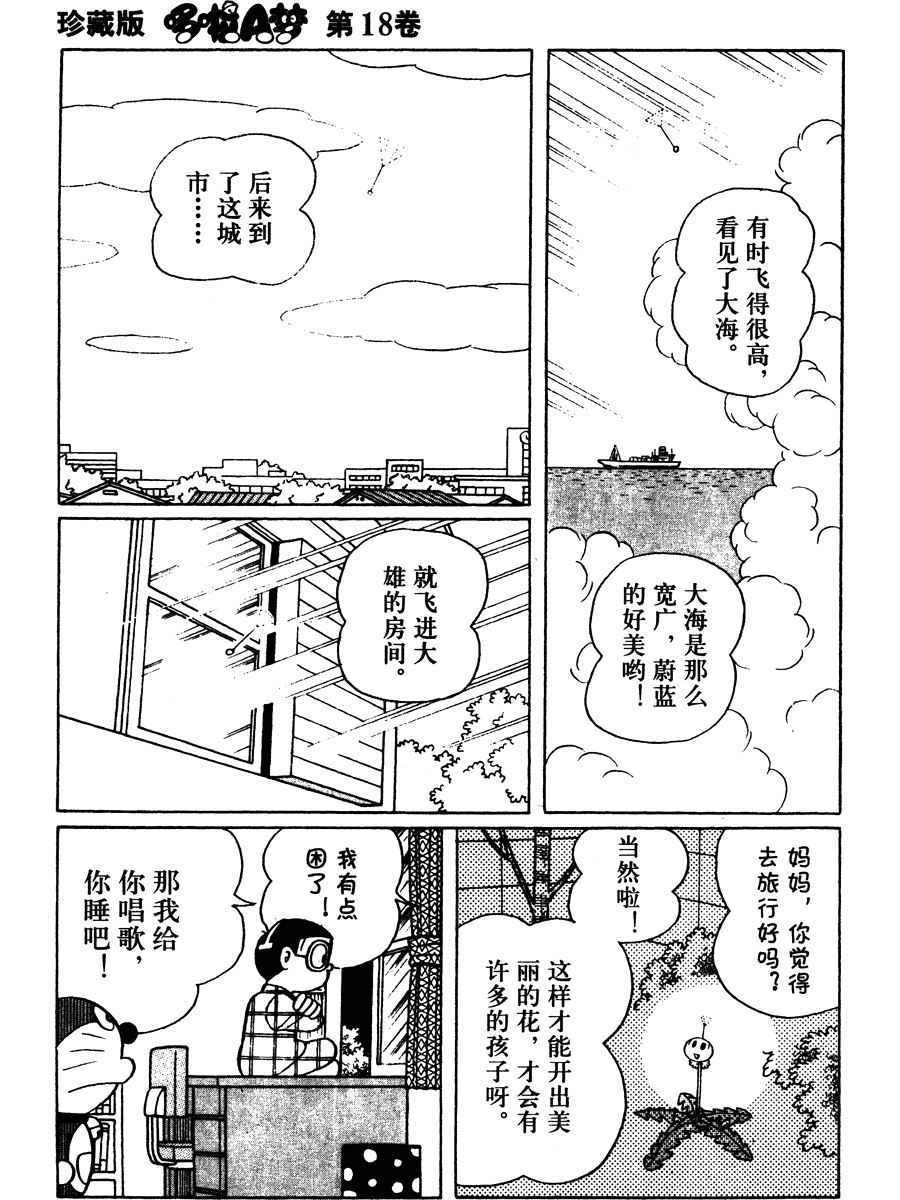 珍藏版 哆啦A梦 第18卷
有时飞得很高，
看见了大海。
大海是那么
宽广，蔚蓝
的好美哟！
后来到
了这城
市……
就飞进大
雄的房间。
妈妈，你觉得
去旅行好吗？
当然啦！
这样才能开出美
丽的花，才会有
许多的孩子呀。
我有点
困了！
那我给
你唱歌，
你睡吧！